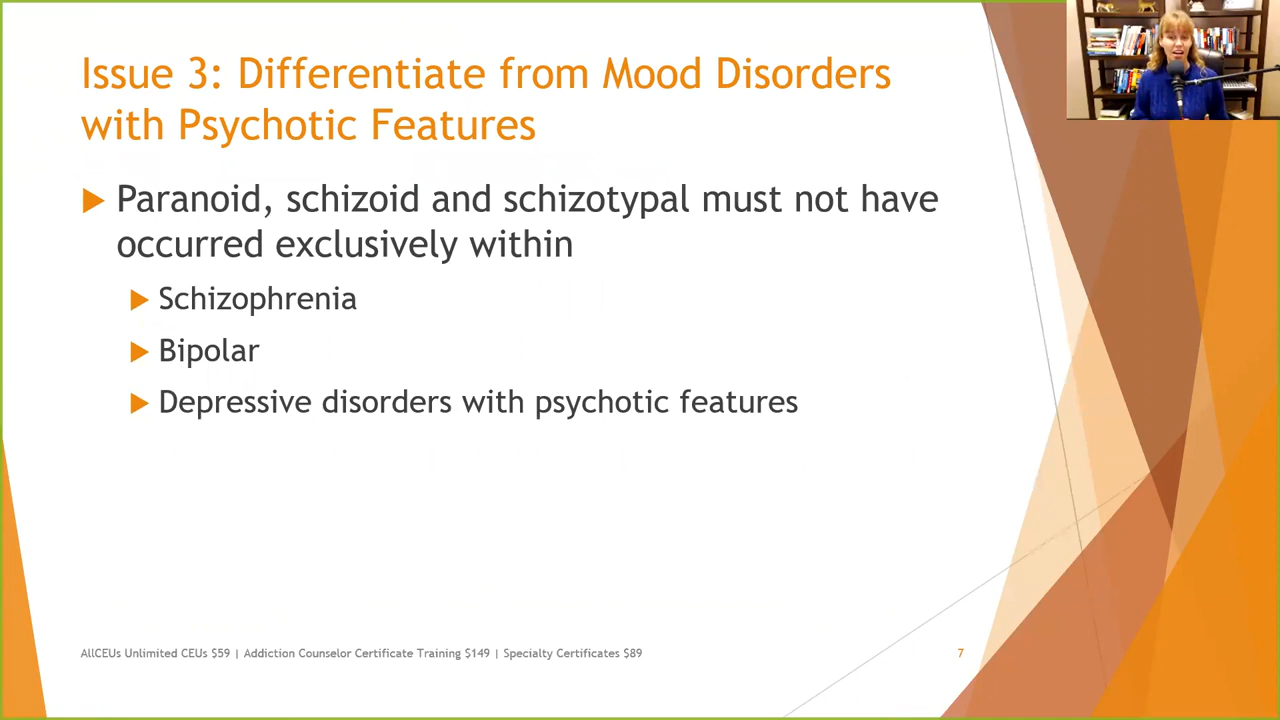 Issue 3: Differentiate from Mood Disorders
with Psychotic Features
Paranoid, schizoid and schizotypal must not have
occurred exclusively within
Schizophrenia
Bipolar
Depressive disorders with psychotic features
AllCEUs Unlimited CEUs $59 | Addiction Counselor Certificate Training $149 | Specialty Certificates $89
7